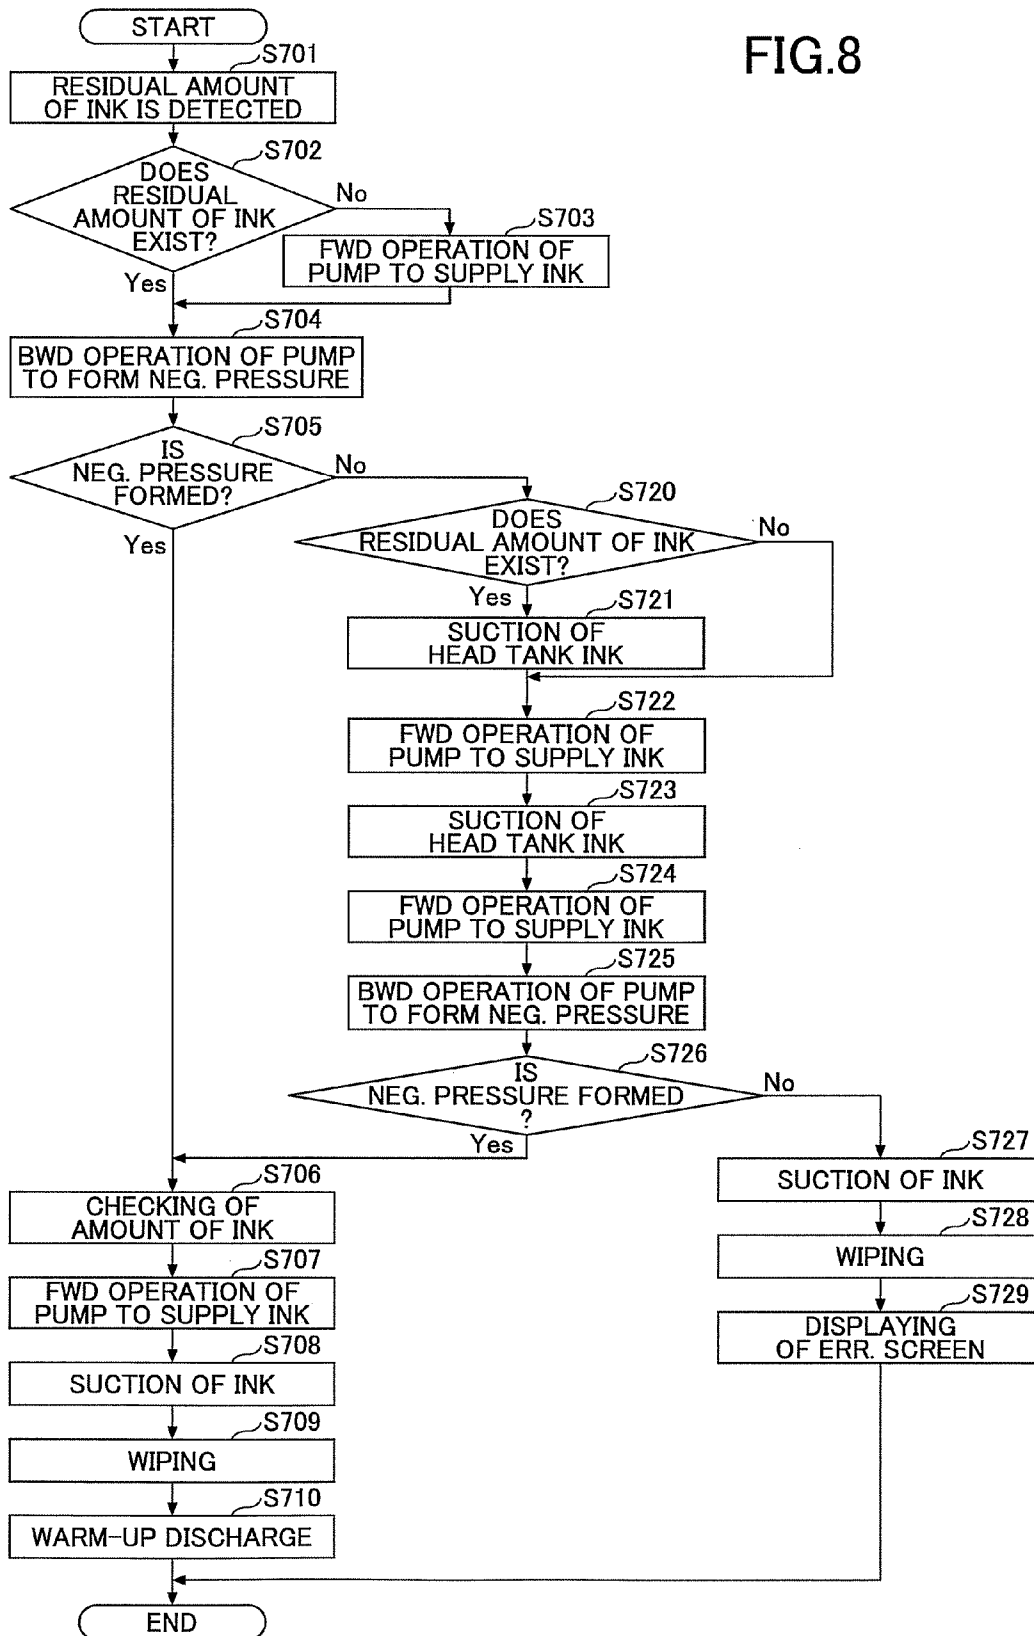 FIG.8
START
S701
RESIDUAL AMOUNT
OF INK IS DETECTED
S702
DOES
RESIDUAL
AMOUNT OF INK
EXIST?
No
Yes
S703
FWD OPERATION OF
PUMP TO SUPPLY INK
S704
BWD OPERATION OF PUMP
TO FORM NEG. PRESSURE
S705
IS
NEG. PRESSURE
FORMED?
No
Yes
S720
DOES
RESIDUAL AMOUNT OF INK
EXIST?
No
Yes
S721
SUCTION OF
HEAD TANK INK
S722
FWD OPERATION OF
PUMP TO SUPPLY INK
S723
SUCTION OF
HEAD TANK INK
S724
FWD OPERATION OF
PUMP TO SUPPLY INK
S725
BWD OPERATION OF PUMP
TO FORM NEG. PRESSURE
S726
IS
NEG. PRESSURE FORMED
?
No
Yes
S727
SUCTION OF INK
S728
WIPING
S729
DISPLAYING
OF ERR. SCREEN
S706
CHECKING OF
AMOUNT OF INK
S707
FWD OPERATION OF
PUMP TO SUPPLY INK
S708
SUCTION OF INK
S709
WIPING
S710
WARM-UP DISCHARGE
END